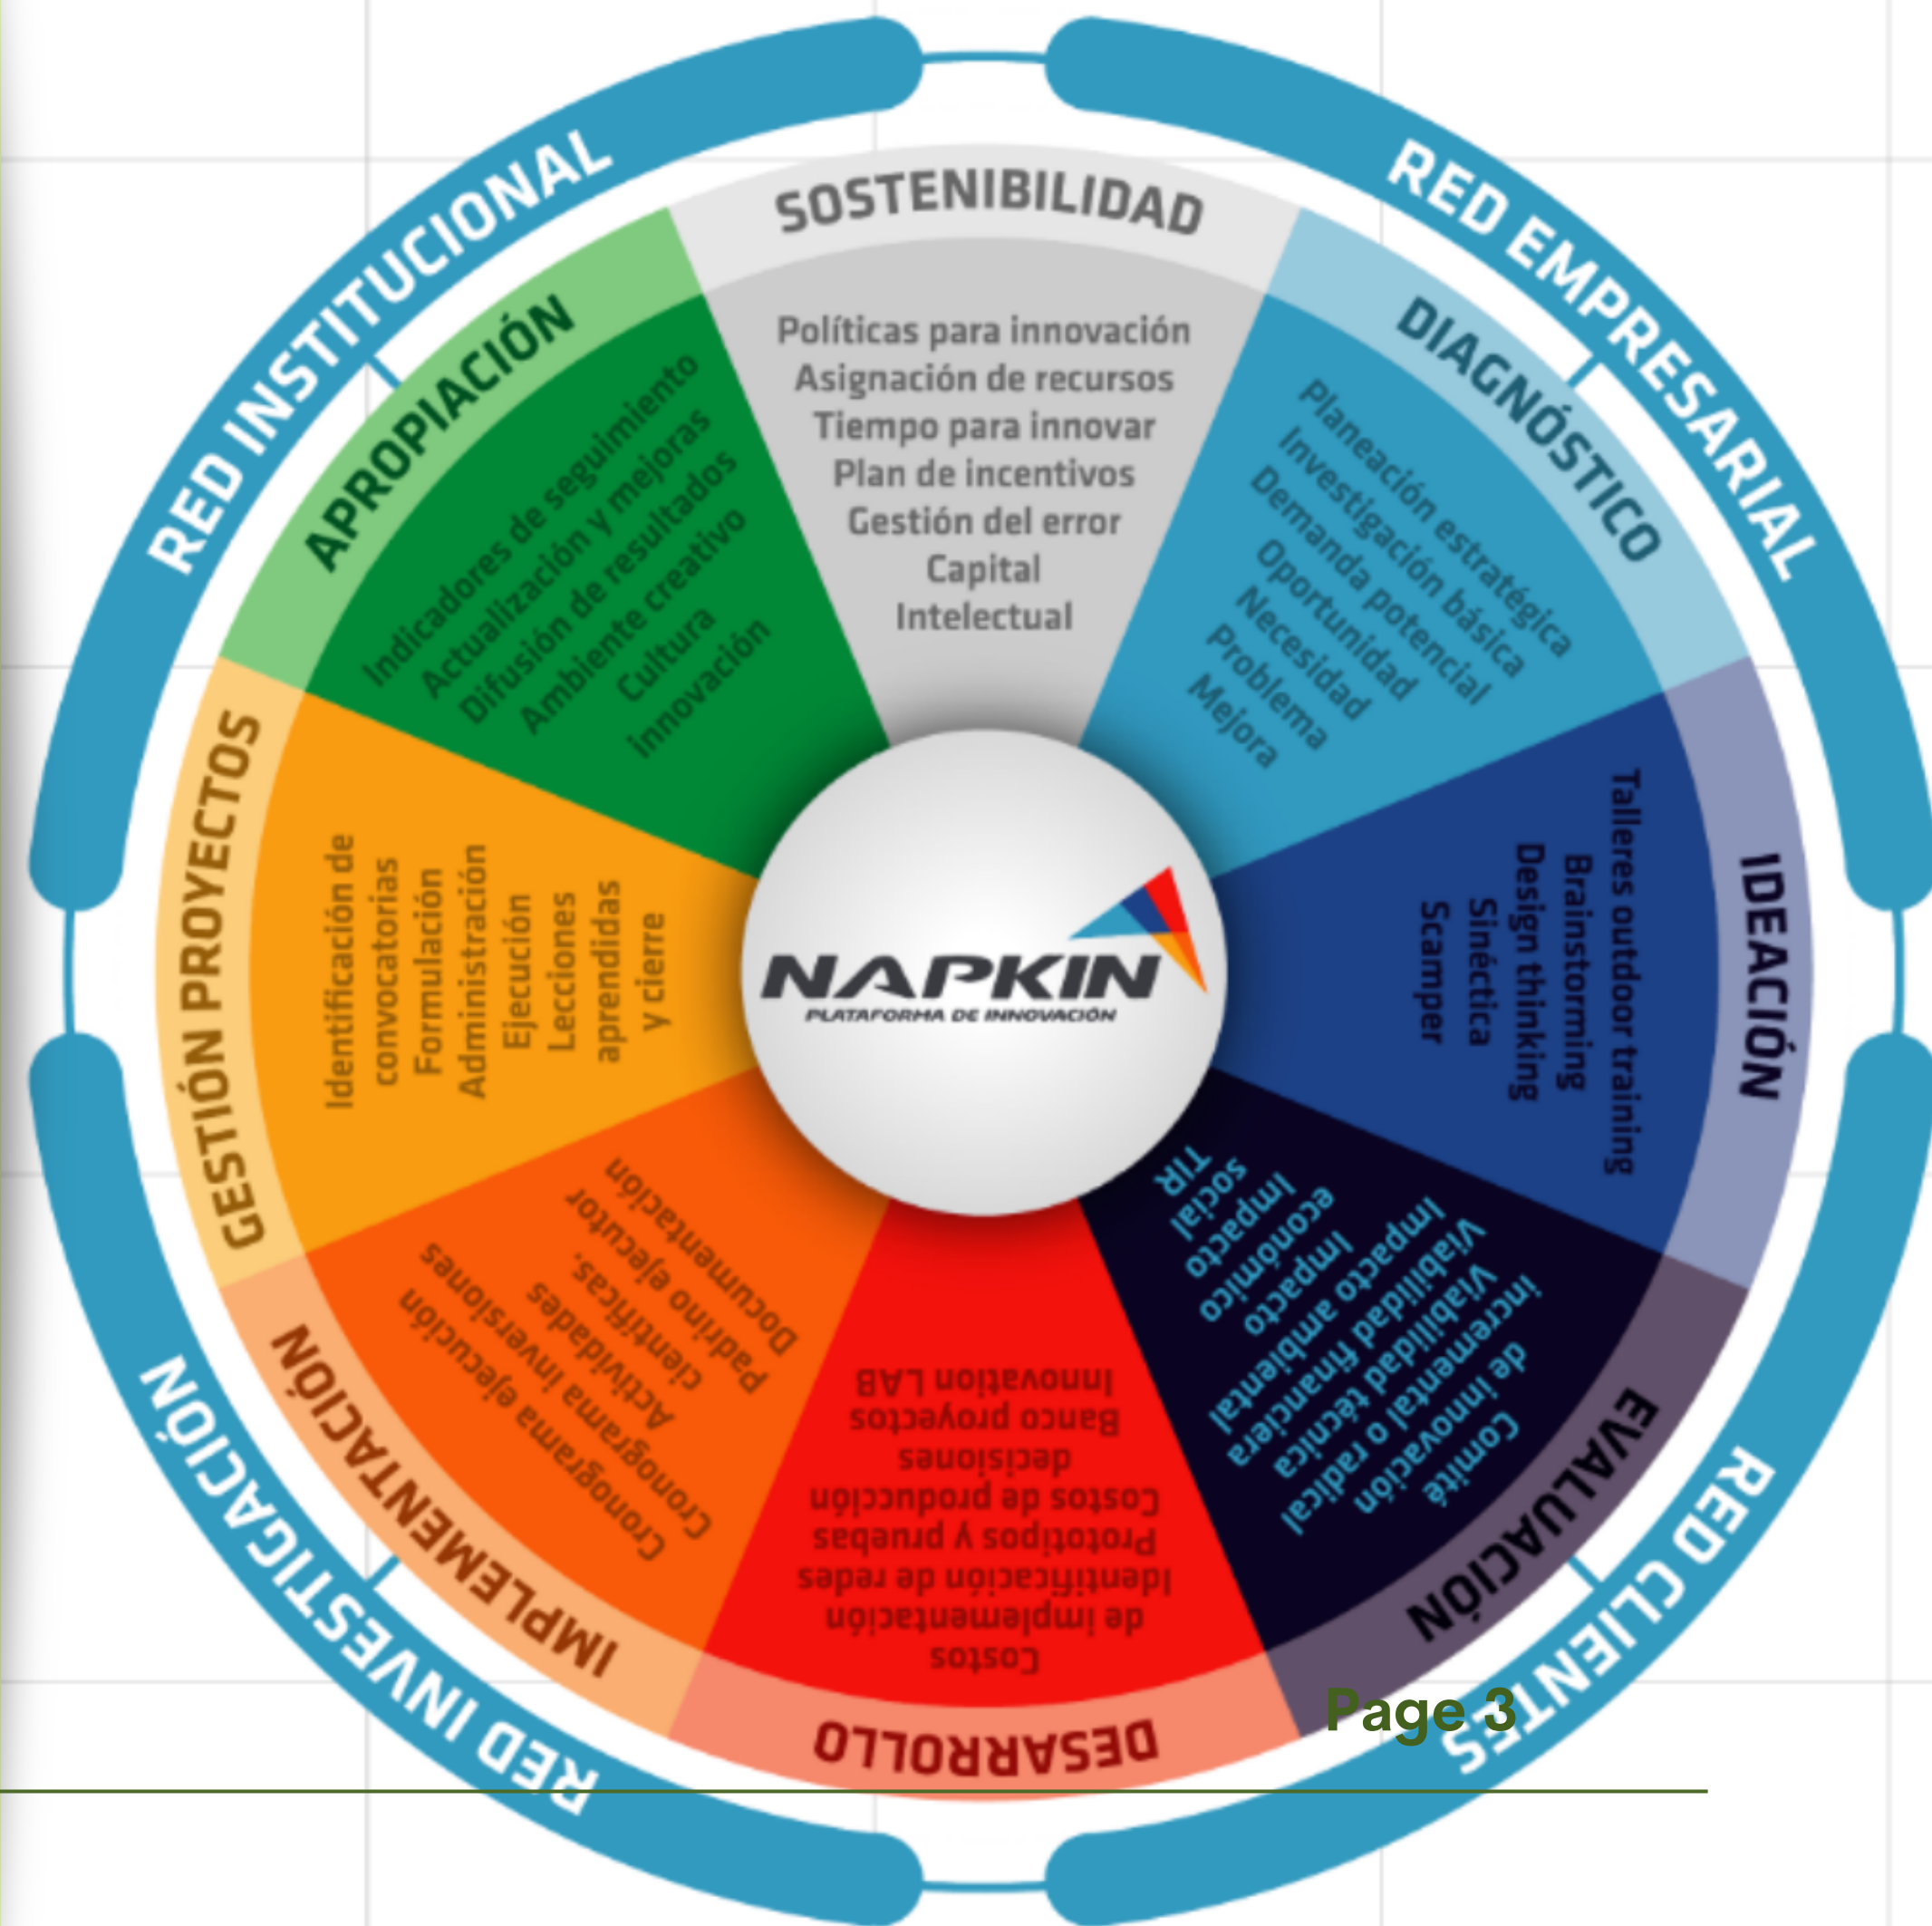 RED INSTITUCIONAL
RED EMPRESARIAL
RED CLIENTES
RED INVESTIGACIÓN
SOSTENIBILIDAD
Políticas para innovación
Asignación de recursos
Tiempo para innovar
Plan de incentivos
Gestión del error
Capital
Intelectual
DIAGNÓSTICO
Planeación estratégica
Investigación básica
Demanda potencial
Oportunidad
Necesidad
Problema
Mejora
IDEACIÓN
Talleres outdoor training
Brainstorming
Design thinking
Sinéctica
Scamper
EVALUACIÓN
Comité
de innovación
incremental o radical
Viabilidad técnica
Viabilidad financiera
Impacto ambiental
Impacto
económico
Impacto
social
TIR
DESARROLLO
Costos
de implementación
Identificación de redes
Prototipos y pruebas
Costos de producción
decisiones
Banco proyectos
Innovation LAB
IMPLEMENTACIÓN
Cronograma ejecución
Cronograma inversiones
Actividades
científicas.
Padrino ejecutor
Documentación
GESTIÓN PROYECTOS
Identificación de
convocatorias
Formulación
Administración
Ejecución
Lecciones
aprendidas
y cierre
APROPIACIÓN
Indicadores de seguimiento
Actualización y mejoras
Difusión de resultados
Ambiente creativo
Cultura
innovación
NAPKIN
PLATAFORMA DE INNOVACIÓN
Page 3